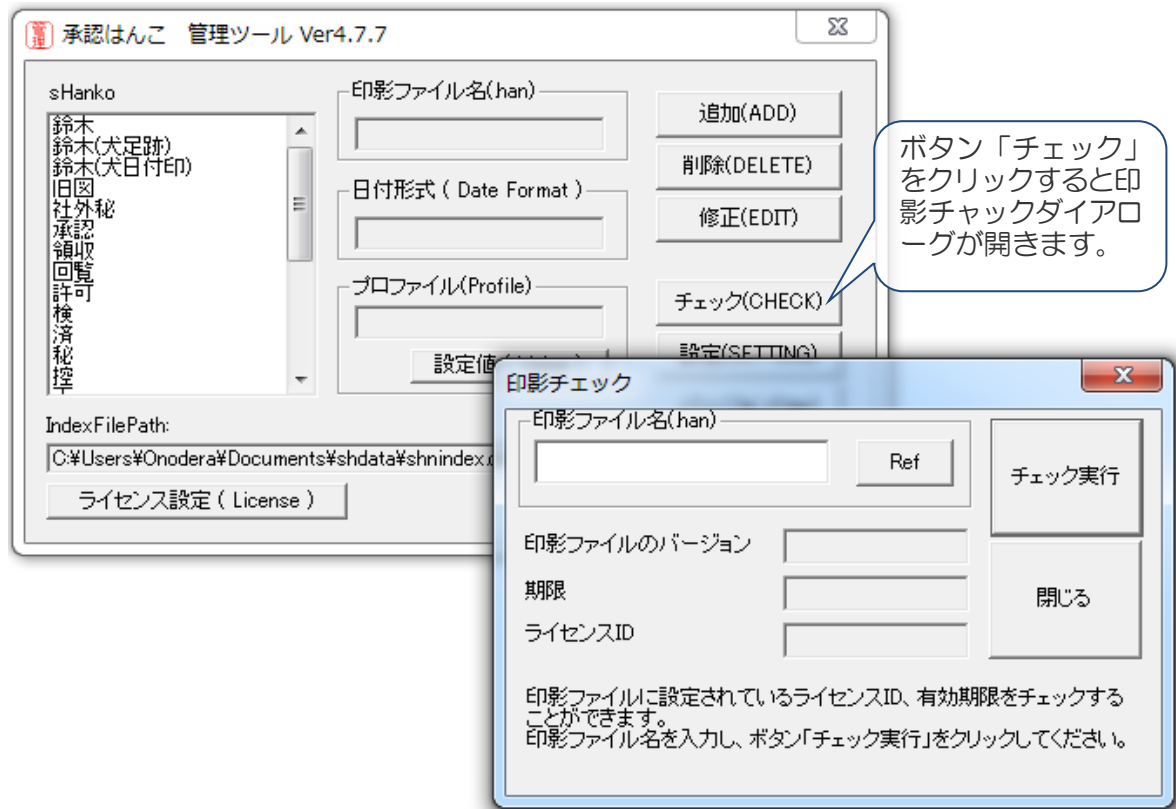 承認はんこ　管理ツール Ver4.7.7
sHanko
鈴木
鈴木(犬足跡)
鈴木(犬日付印)
旧図
社外秘
承認
領収
回覧
許可
検
済
秘
控
印影ファイル名(han)
日付形式 ( Date Format )
プロファイル(Profile)
設定値
追加(ADD)
削除(DELETE)
修正(EDIT)
チェック(CHECK)
設定(SETTING)
IndexFilePath:
C:¥Users¥Onodera¥Documents¥shdata¥shnindex.
ライセンス設定 ( License )
ボタン「チェック」
をクリックすると印
影チャックダイアロ
ーグが開きます。
印影チェック
印影ファイル名(han)
Ref
チェック実行
印影ファイルのバージョン
期限
ライセンスID
閉じる
印影ファイルに設定されているライセンスID、有効期限をチェックする
ことができます。
印影ファイル名を入力し、ボタン「チェック実行」をクリックしてください。